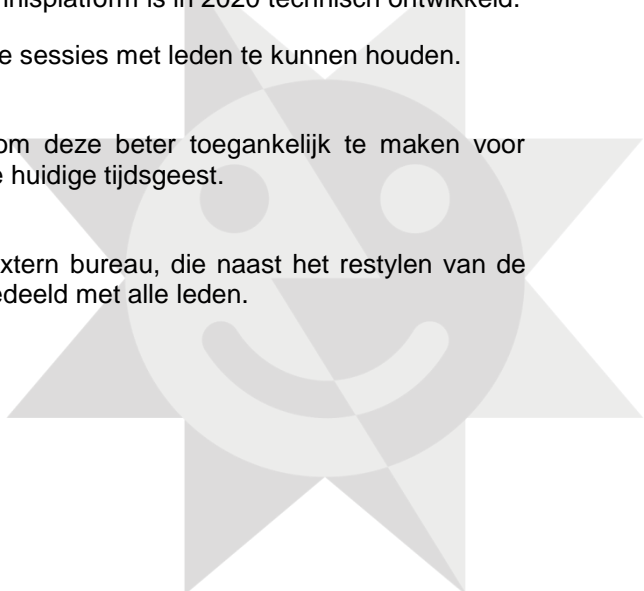 nnisplatform is in 2020 technisch ontwikkeld.
e sessies met leden te kunnen houden.
om deze beter toegankelijk te maken voor
e huidige tijdsgeest.
xtern bureau, die naast het restylen van de
edeeld met alle leden.